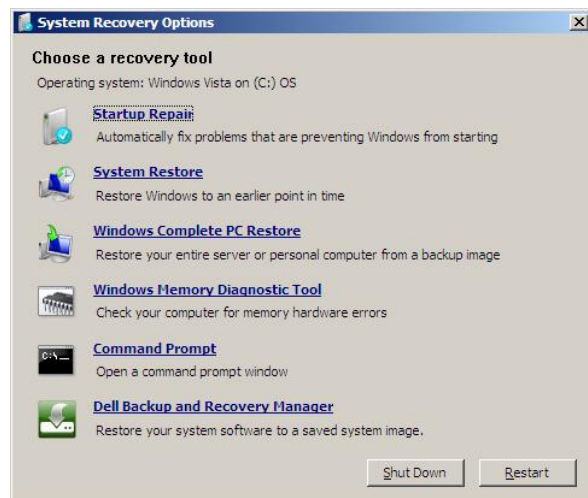 System Recovery Options
Choose a recovery tool
Operating system: Windows Vista on (C:) OS
Startup Repair
Automatically fix problems that are preventing Windows from starting
System Restore
Restore Windows to an earlier point in time
Windows Complete PC Restore
Restore your entire server or personal computer from a backup image
Windows Memory Diagnostic Tool
Check your computer for memory hardware errors
C:\_
Command Prompt
Open a command prompt window
Dell Backup and Recovery Manager
Restore your system software to a saved system image.
Shut Down Restart